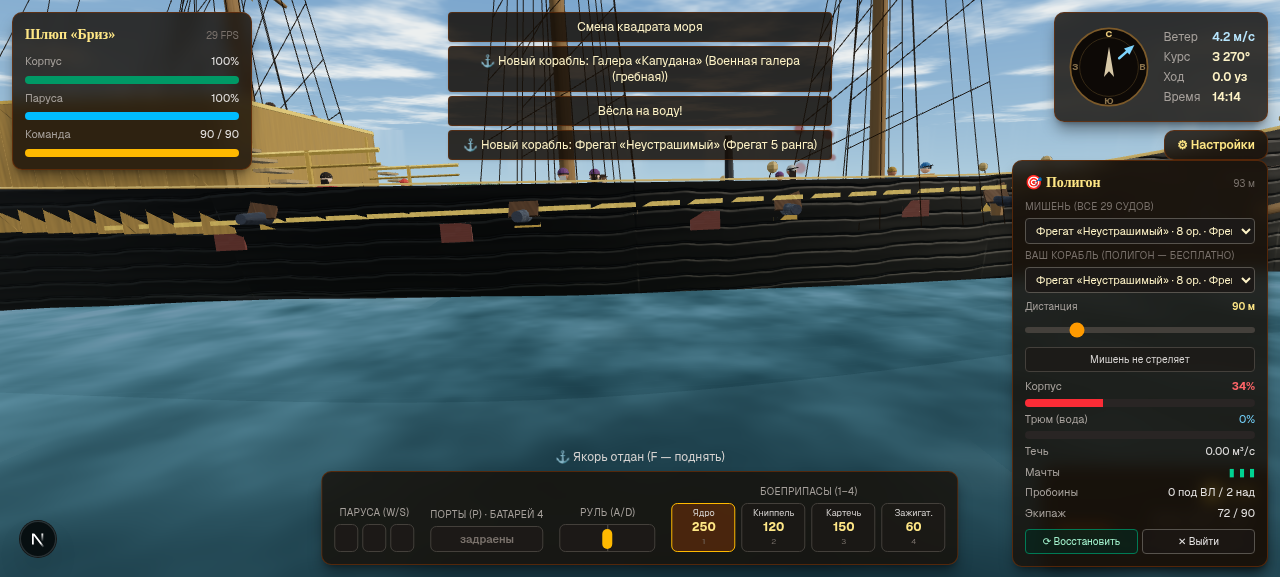 Шлюп «Бриз»
29 FPS
Корпус
100%
Паруса
100%
Команда
90 / 90
Смена квадрата моря
⚓ Новый корабль: Галера «Капудана» (Военная галера
(гребная))
Вёсла на воду!
⚓ Новый корабль: Фрегат «Неустрашимый» (Фрегат 5 ранга)
С
З
В
Ю
Ветер 4.2 м/с
Курс З 270°
Ход 0.0 уз
Время 14:14
⚙ Настройки
🎯 Полигон
93 м
МИШЕНЬ (ВСЕ 29 СУДОВ)
Фрегат «Неустрашимый» · 8 ор. · Фрег
ВАШ КОРАБЛЬ (ПОЛИГОН — БЕСПЛАТНО)
Фрегат «Неустрашимый» · 8 ор. · Фрег
Дистанция 90 м
Мишень не стреляет
Корпус 34%
Трюм (вода) 0%
Течь 0.00 м³/с
Мачты
Пробоины 0 под ВЛ / 2 над
Экипаж 72 / 90
⟳ Восстановить
✕ Выйти
⚓ Якорь отдан (F — поднять)
ПАРУСА (W/S)
ПОРТЫ (P) · БАТАРЕЙ 4
задраены
РУЛЬ (A/D)
БОЕПРИПАСЫ (1–4)
Ядро
250
1
Книппель
120
2
Картечь
150
3
Зажигат.
60
4
N